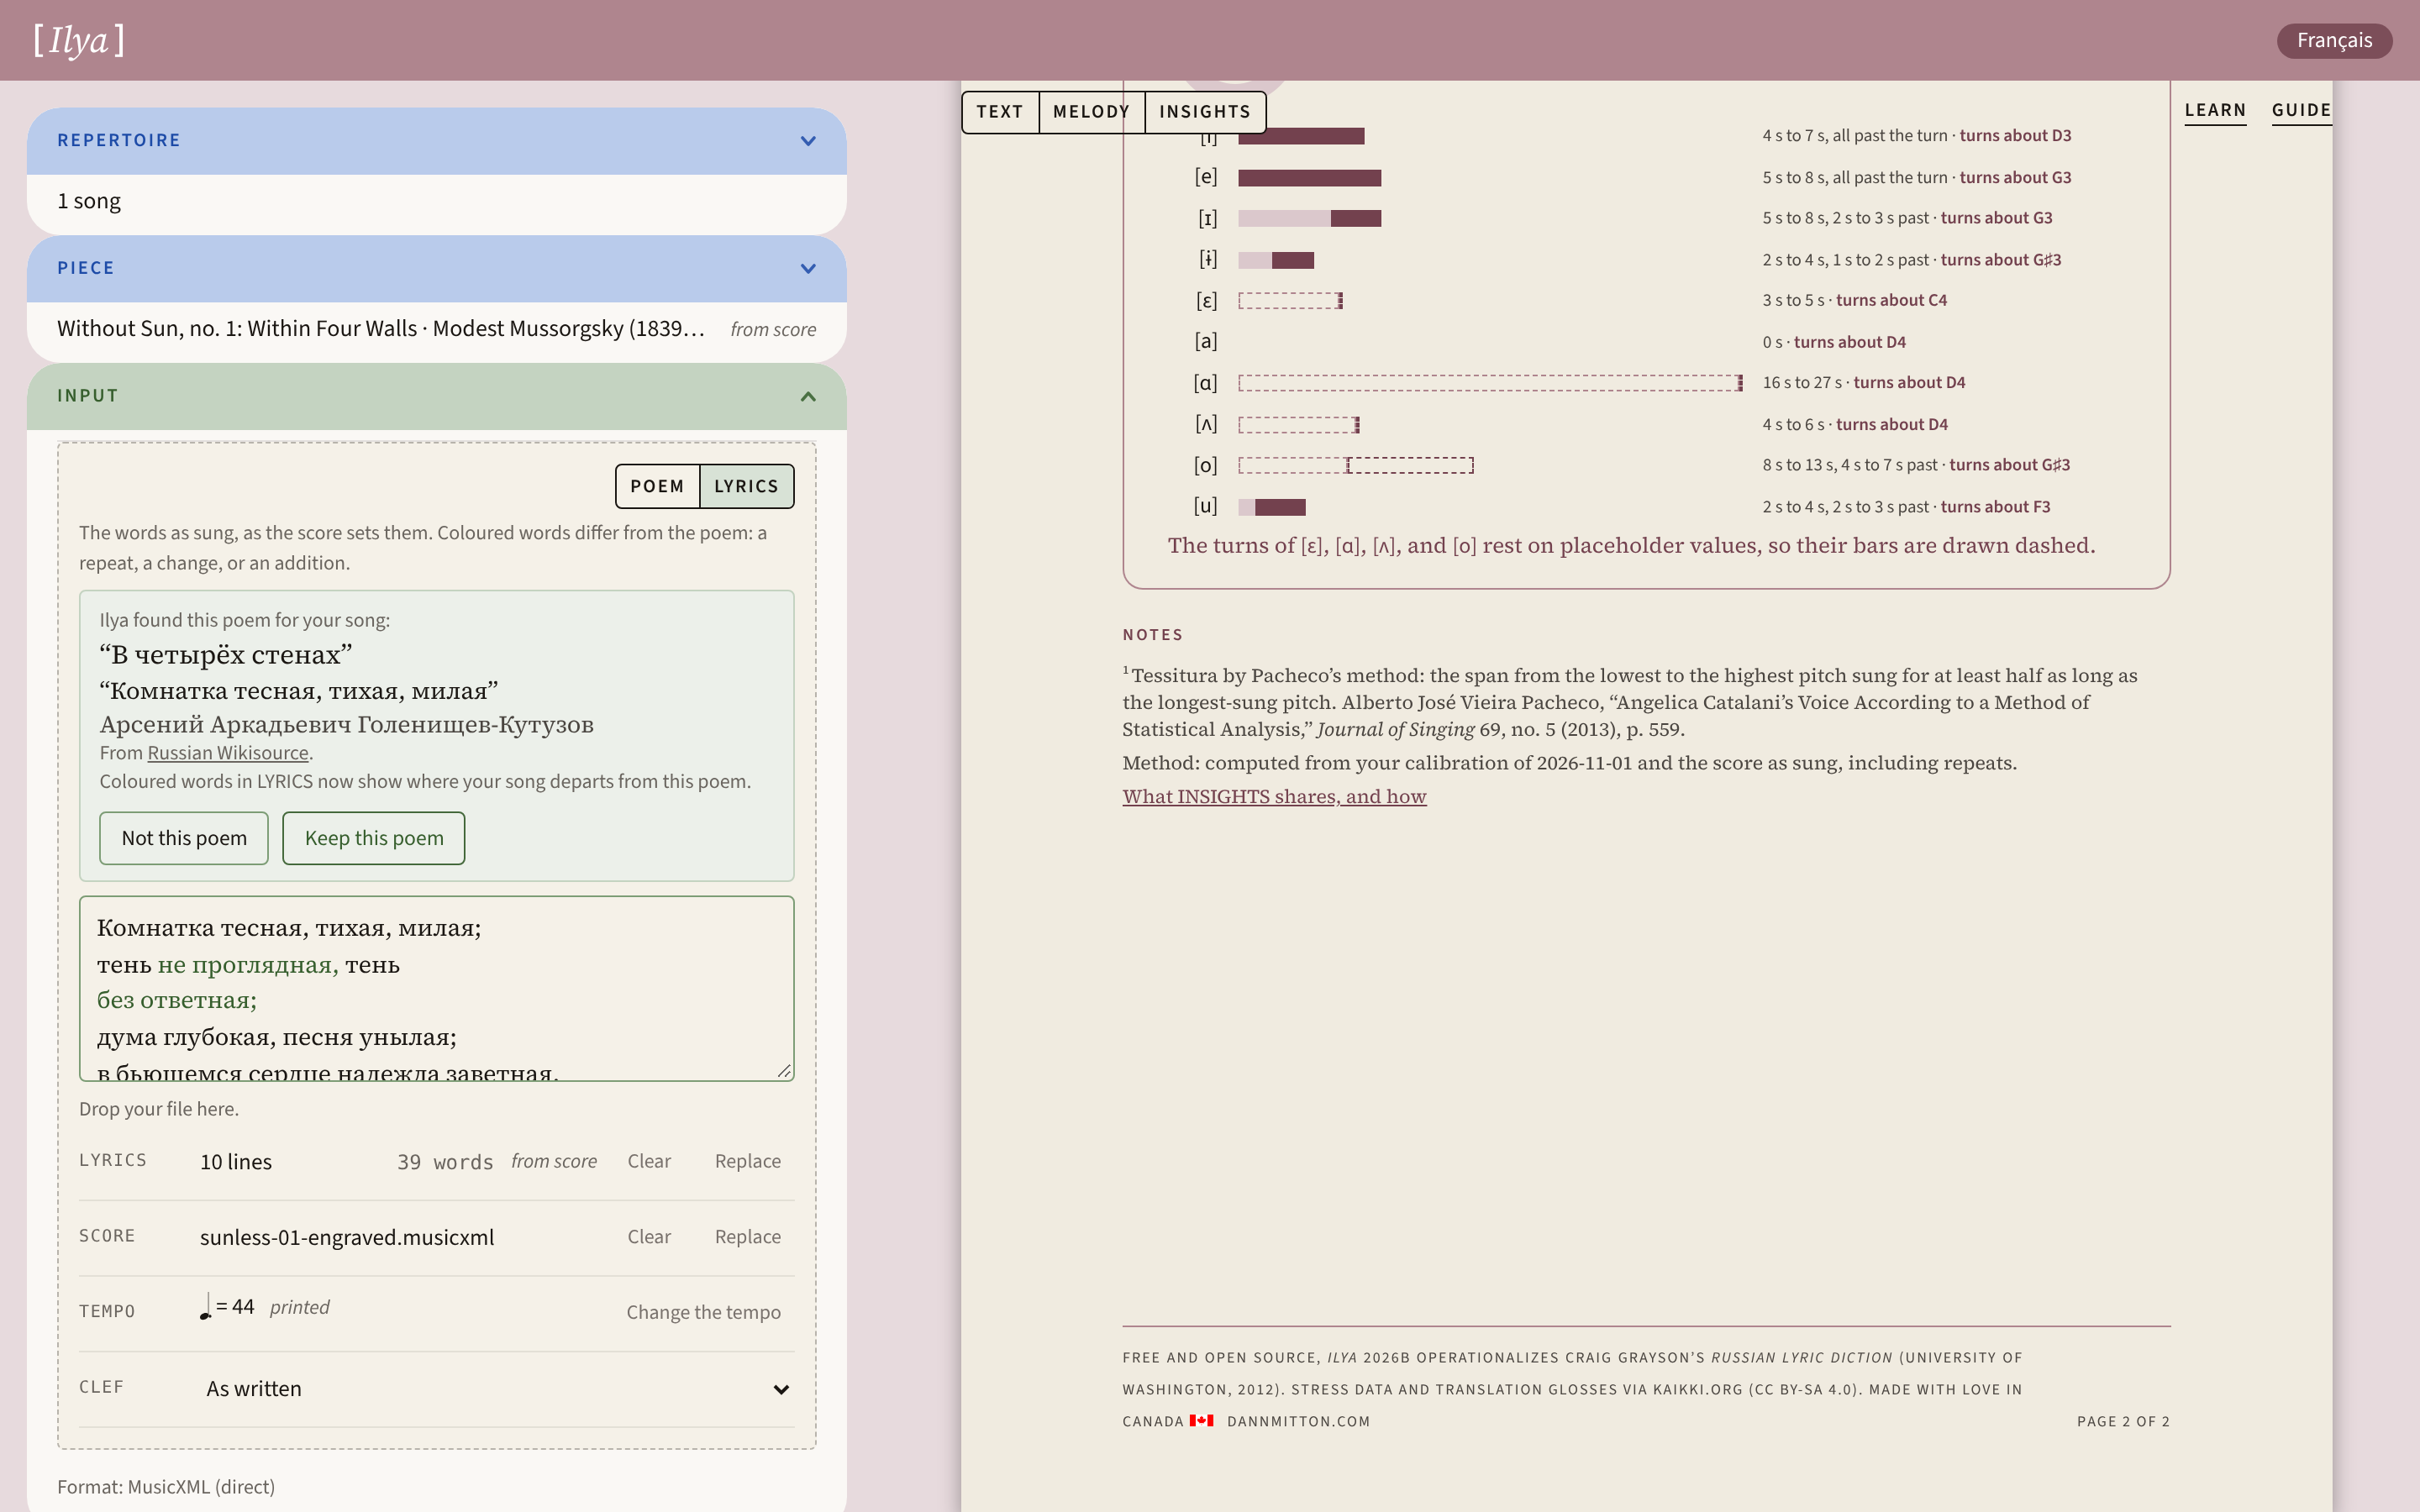 [Ilya]
Français
REPERTOIRE
1 song
PIECE
Without Sun, no. 1: Within Four Walls · Modest Mussorgsky (1839… from score
INPUT
POEM LYRICS
The words as sung, as the score sets them. Coloured words differ from the poem: a
repeat, a change, or an addition.
Ilya found this poem for your song:
“В четырёх стенах”
“Комнатка тесная, тихая, милая”
Арсений Аркадьевич Голенищев-Кутузов
From Russian Wikisource.
Coloured words in LYRICS now show where your song departs from this poem.
Not this poem Keep this poem
Комнатка тесная, тихая, милая;
тень не проглядная, тень
без ответная;
дума глубокая, песня унылая;
в бьющемся сердце надежда заветная.
Drop your file here.
LYRICS 10 lines 39 words from score Clear Replace
SCORE sunless-01-engraved.musicxml Clear Replace
TEMPO = 44 printed Change the tempo
CLEF As written
Format: MusicXML (direct)
TEXT MELODY INSIGHTS
LEARN GUIDE
4 s to 7 s, all past the turn · turns about D3
[e] 5 s to 8 s, all past the turn · turns about G3
[ɪ] 5 s to 8 s, 2 s to 3 s past · turns about G3
[ɨ] 2 s to 4 s, 1 s to 2 s past · turns about G♯3
[ɛ] 3 s to 5 s · turns about C4
[a] 0 s · turns about D4
[ɑ] 16 s to 27 s · turns about D4
[ʌ] 4 s to 6 s · turns about D4
[o] 8 s to 13 s, 4 s to 7 s past · turns about G♯3
[u] 2 s to 4 s, 2 s to 3 s past · turns about F3
The turns of [ɛ], [ɑ], [ʌ], and [o] rest on placeholder values, so their bars are drawn dashed.
NOTES
1 Tessitura by Pacheco’s method: the span from the lowest to the highest pitch sung for at least half as long as
the longest-sung pitch. Alberto José Vieira Pacheco, “Angelica Catalani’s Voice According to a Method of
Statistical Analysis,” Journal of Singing 69, no. 5 (2013), p. 559.
Method: computed from your calibration of 2026-11-01 and the score as sung, including repeats.
What INSIGHTS shares, and how
FREE AND OPEN SOURCE, ILYA 2026B OPERATIONALIZES CRAIG GRAYSON’S RUSSIAN LYRIC DICTION (UNIVERSITY OF
WASHINGTON, 2012). STRESS DATA AND TRANSLATION GLOSSES VIA KAIKKI.ORG (CC BY-SA 4.0). MADE WITH LOVE IN
CANADA DANNMITTON.COM PAGE 2 OF 2